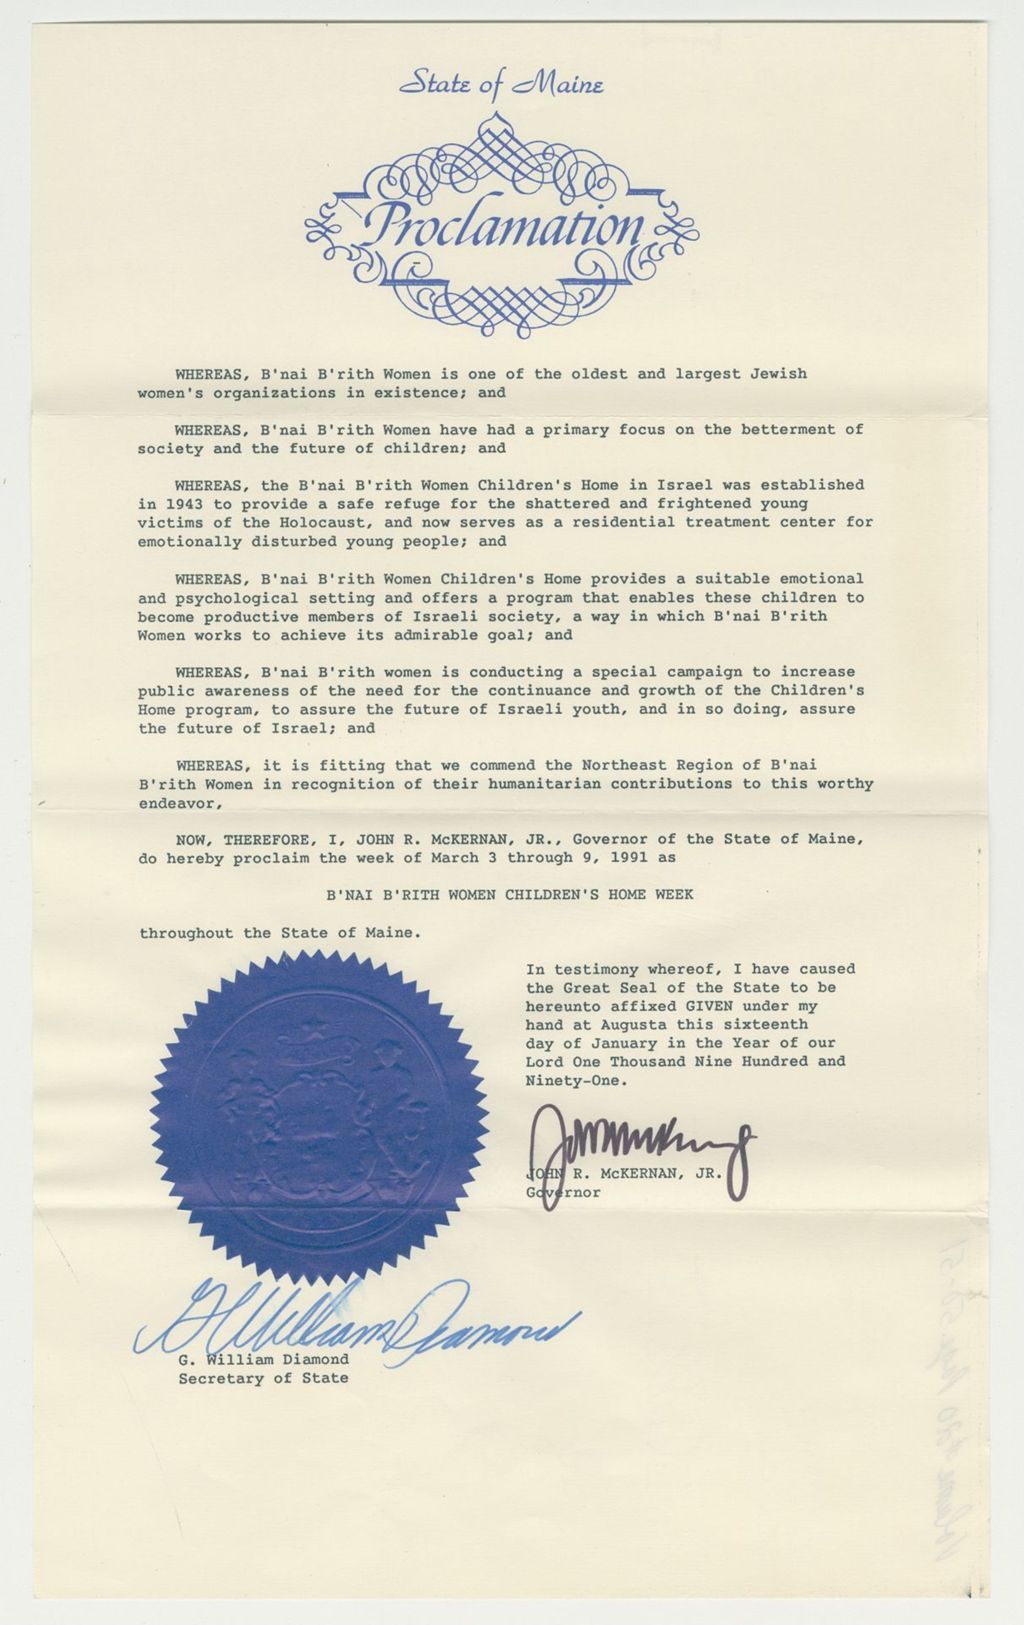 State of Maine
Proclamation
WHEREAS, B'nai B'rith Women is one of the oldest and largest Jewish
women's organizations in existence; and
WHEREAS, B'nai B'rith Women have had a primary focus on the betterment of
society and the future of children; and
WHEREAS, the B'nai B'rith Women Children's Home in Israel was established
in 1943 to provide a safe refuge for the shattered and frightened young
victims of the Holocaust, and now serves as a residential treatment center for
emotionally disturbed young people; and
WHEREAS, B'nai B'rith Women Children's Home provides a suitable emotional
and psychological setting and offers a program that enables these children to
become productive members of Israeli society, a way in which B'nai B'rith
Women works to achieve its admirable goal; and
WHEREAS, B'nai B'rith women is conducting a special campaign to increase
public awareness of the need for the continuance and growth of the Children's
Home program, to assure the future of Israeli youth, and in so doing, assure
the future of Israel; and
WHEREAS, it is fitting that we commend the Northeast Region of B'nai
B'rith Women in recognition of their humanitarian contributions to this worthy
endeavor,
NOW, THEREFORE, I, JOHN R. McKERNAN, JR., Governor of the State of Maine,
do hereby proclaim the week of March 3 through 9, 1991 as
B'NAI B'RITH WOMEN CHILDREN'S HOME WEEK
throughout the State of Maine.
In testimony whereof, I have caused
the Great Seal of the State to be
hereunto affixed GIVEN under my
hand at Augusta this sixteenth
day of January in the Year of our
Lord One Thousand Nine Hundred and
Ninety-One.
JOHN R. McKERNAN, JR.
Governor
G William Diamond
G. William Diamond
Secretary of State